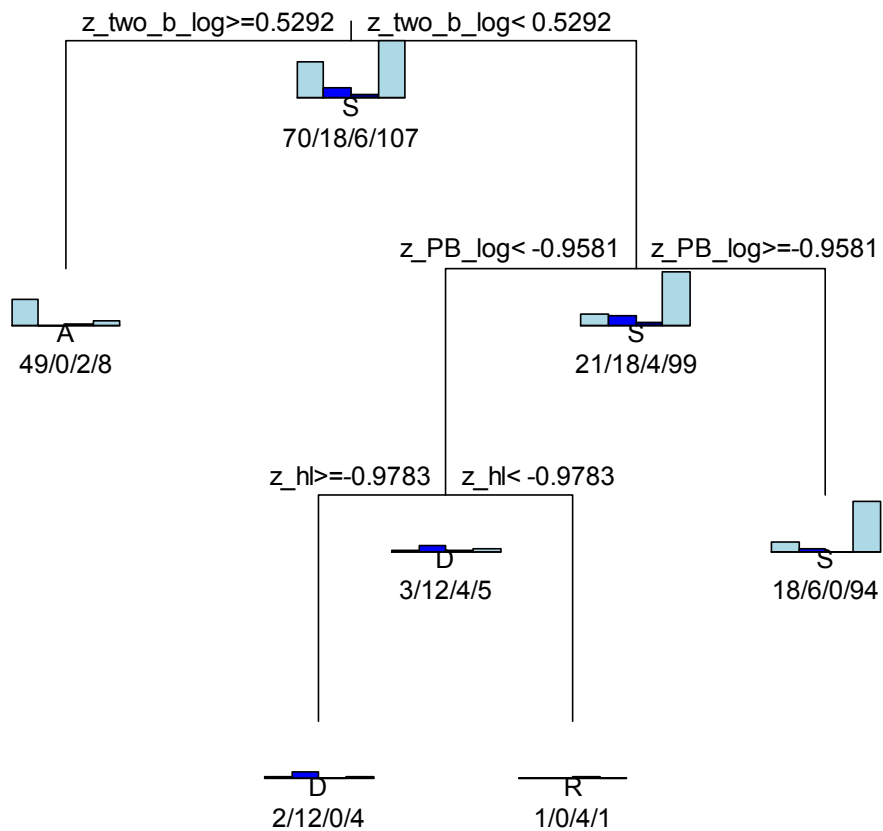 z_two_b_log>=0.5292 z_two_b_log< 0.5292
S
70/18/6/107
z_PB_log< -0.9581 z_PB_log>=-0.9581
A
49/0/2/8
S
21/18/4/99
z_hl>=-0.9783 z_hl< -0.9783
D
3/12/4/5
S
18/6/0/94
D
2/12/0/4
R
1/0/4/1